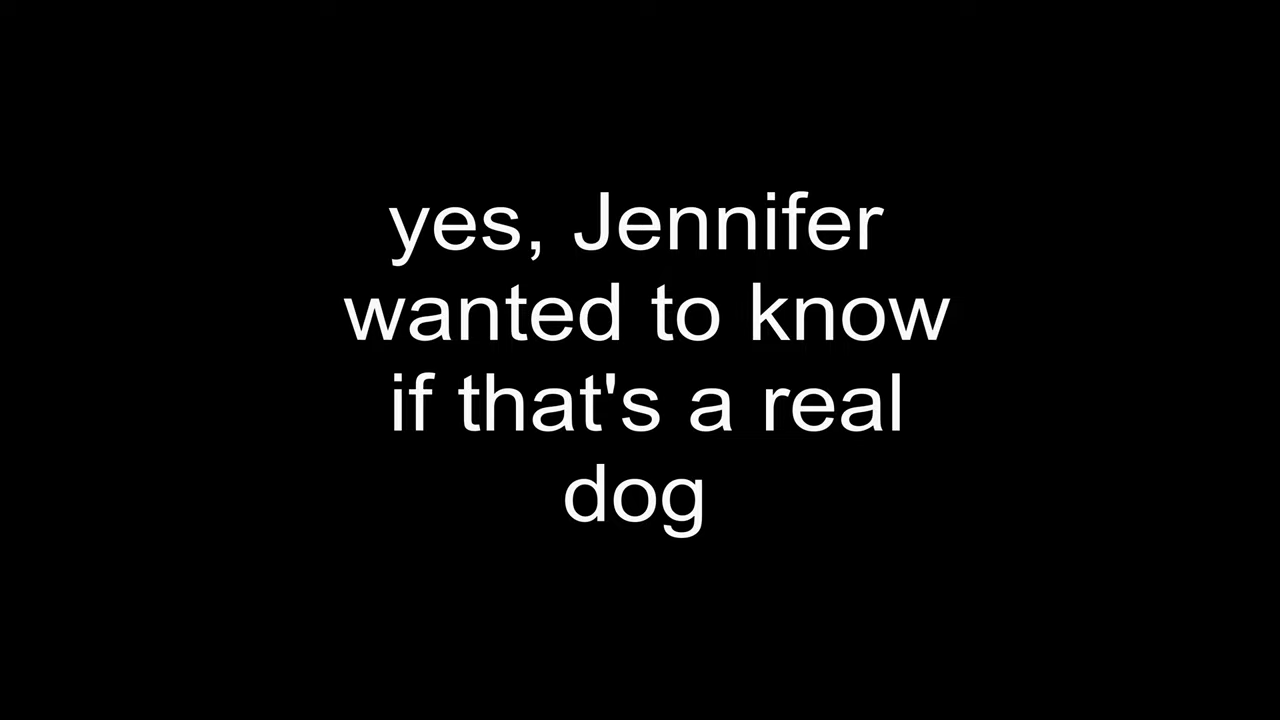 yes, Jennifer
wanted to know
if that's a real
dog